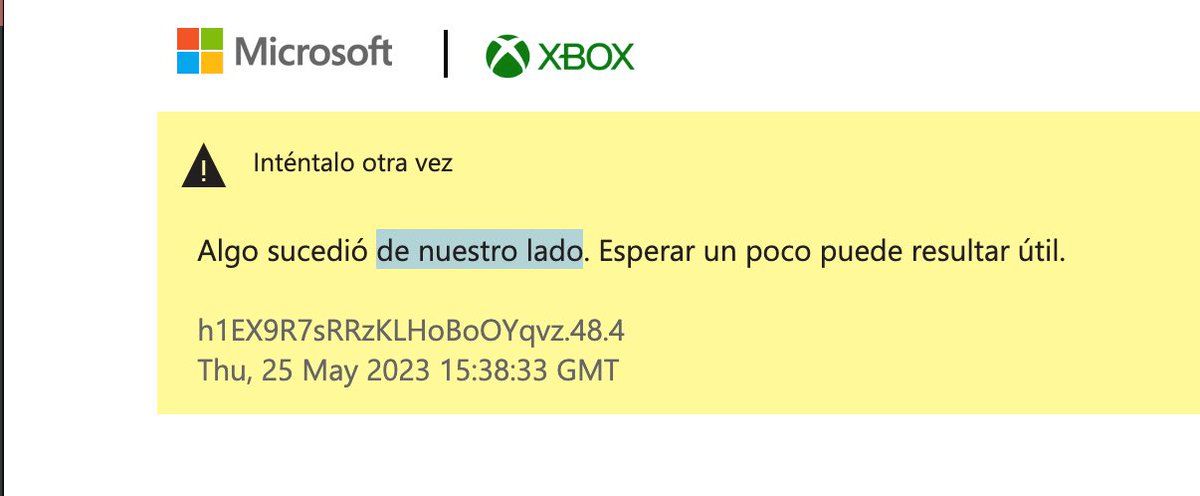 Microsoft | XBOX
Inténtalo otra vez
Algo sucedió de nuestro lado. Esperar un poco puede resultar útil.
h1EX9R7sRRzKLHoBoOYqvz.48.4
Thu, 25 May 2023 15:38:33 GMT